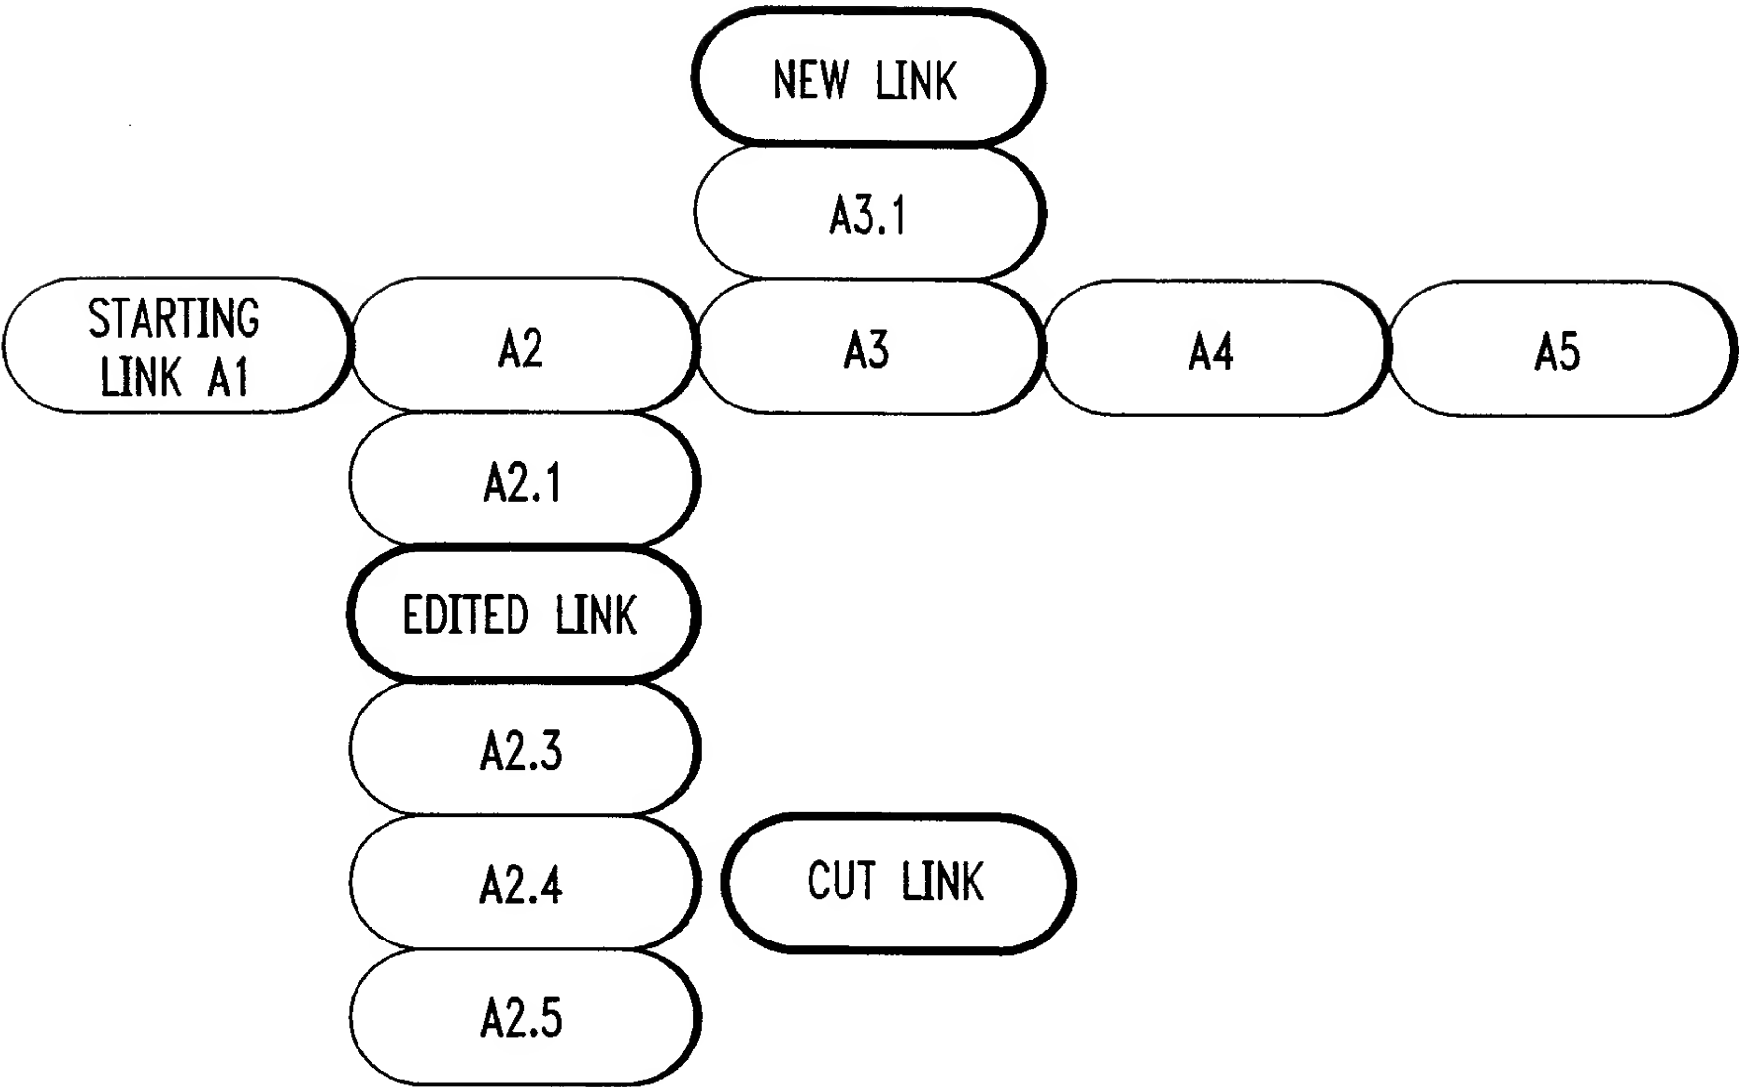 NEW LINK
A3.1
STARTING
LINK A1
A2
A3
A4
A5
A2.1
EDITED LINK
A2.3
A2.4
CUT LINK
A2.5